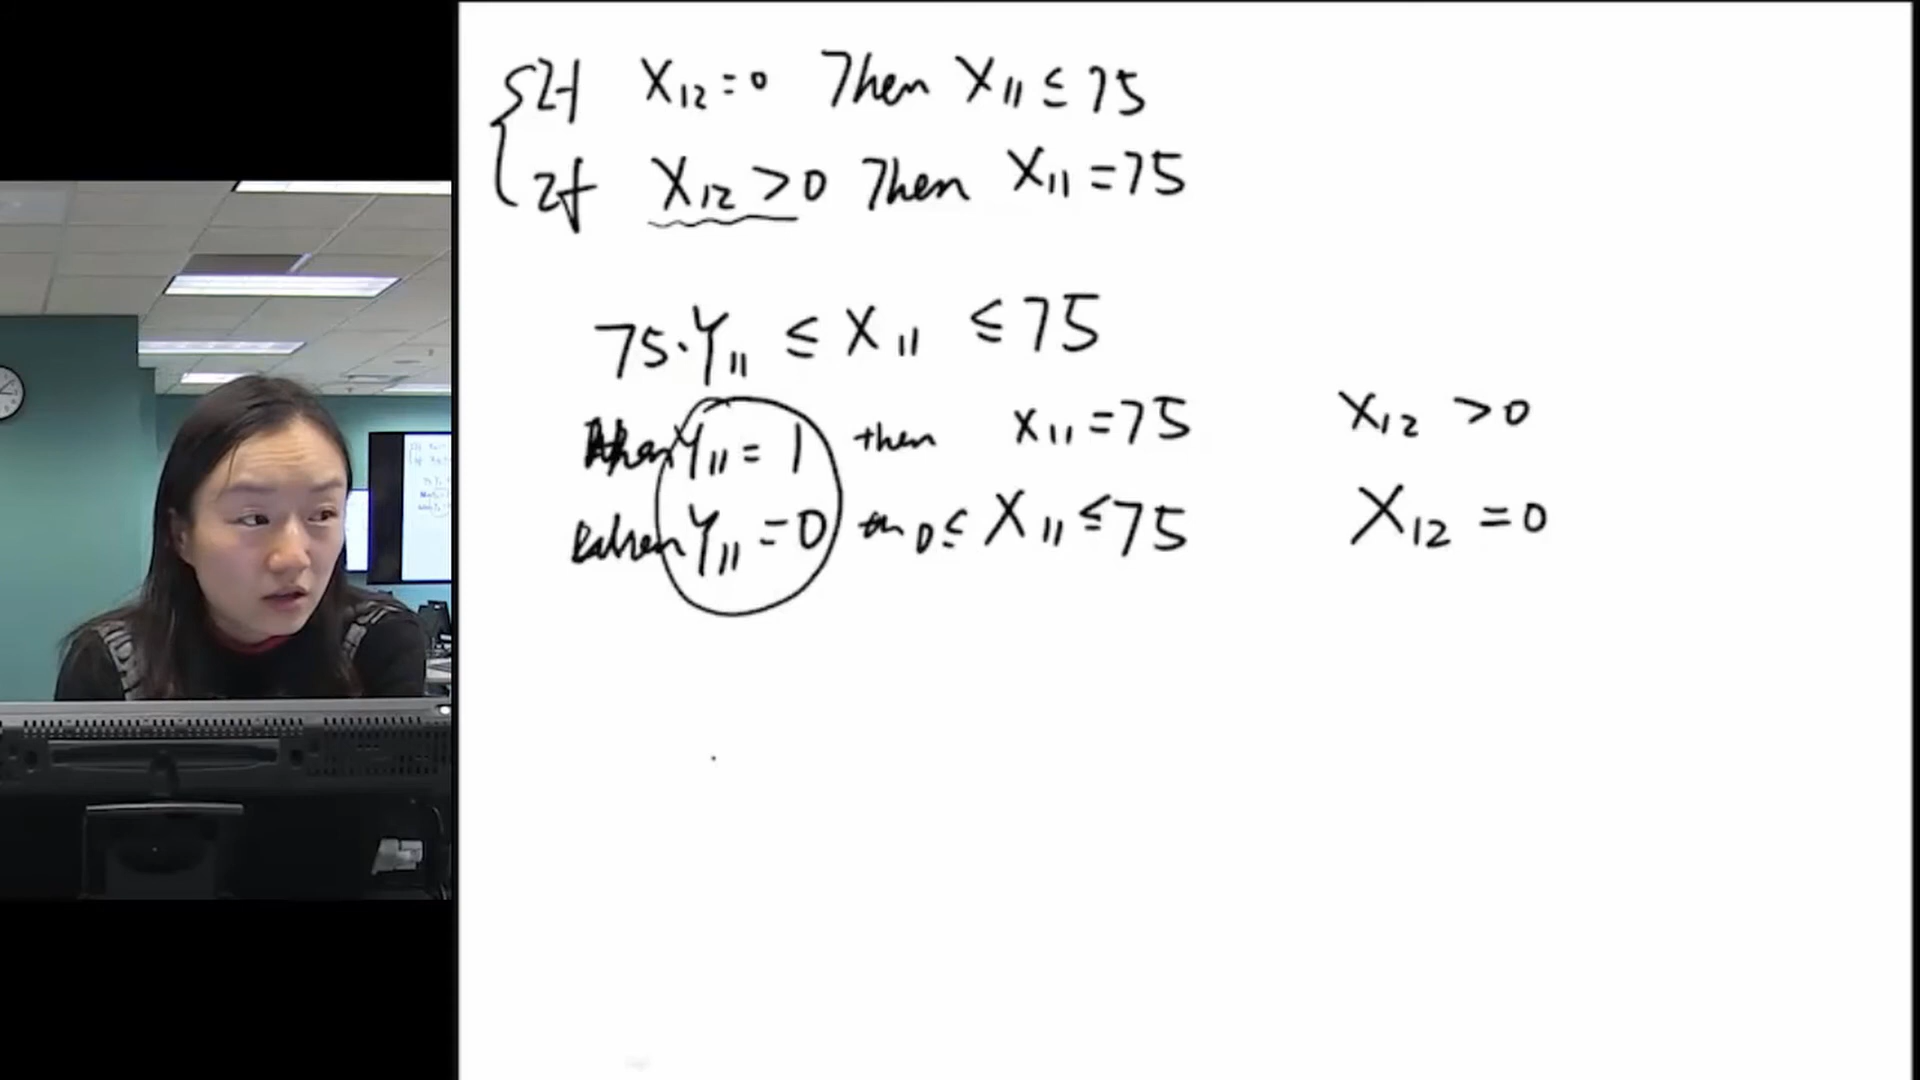 If X₁₂=0 Then X₁₁ ≤ 75
If X₁₂ >0 Then X₁₁ =75
75·Y₁₁ ≤ X₁₁ ≤75
When Y₁₁ = 1 then X₁₁=75 X₁₂ >0
when Y₁₁ =0 0≤ X₁₁ ≤75 X₁₂ =0